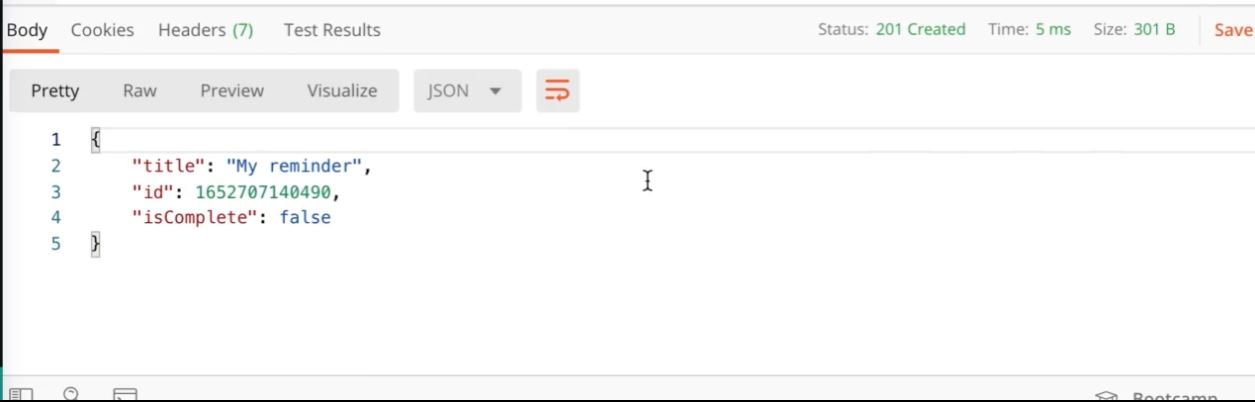 Body Cookies Headers (7) Test Results Status: 201 Created Time: 5 ms Size: 301 B Save
Pretty Raw Preview Visualize JSON
1 {
2 "title": "My reminder",
3 "id": 1652707140490,
4 "isComplete": false
5 }
Bootcamp